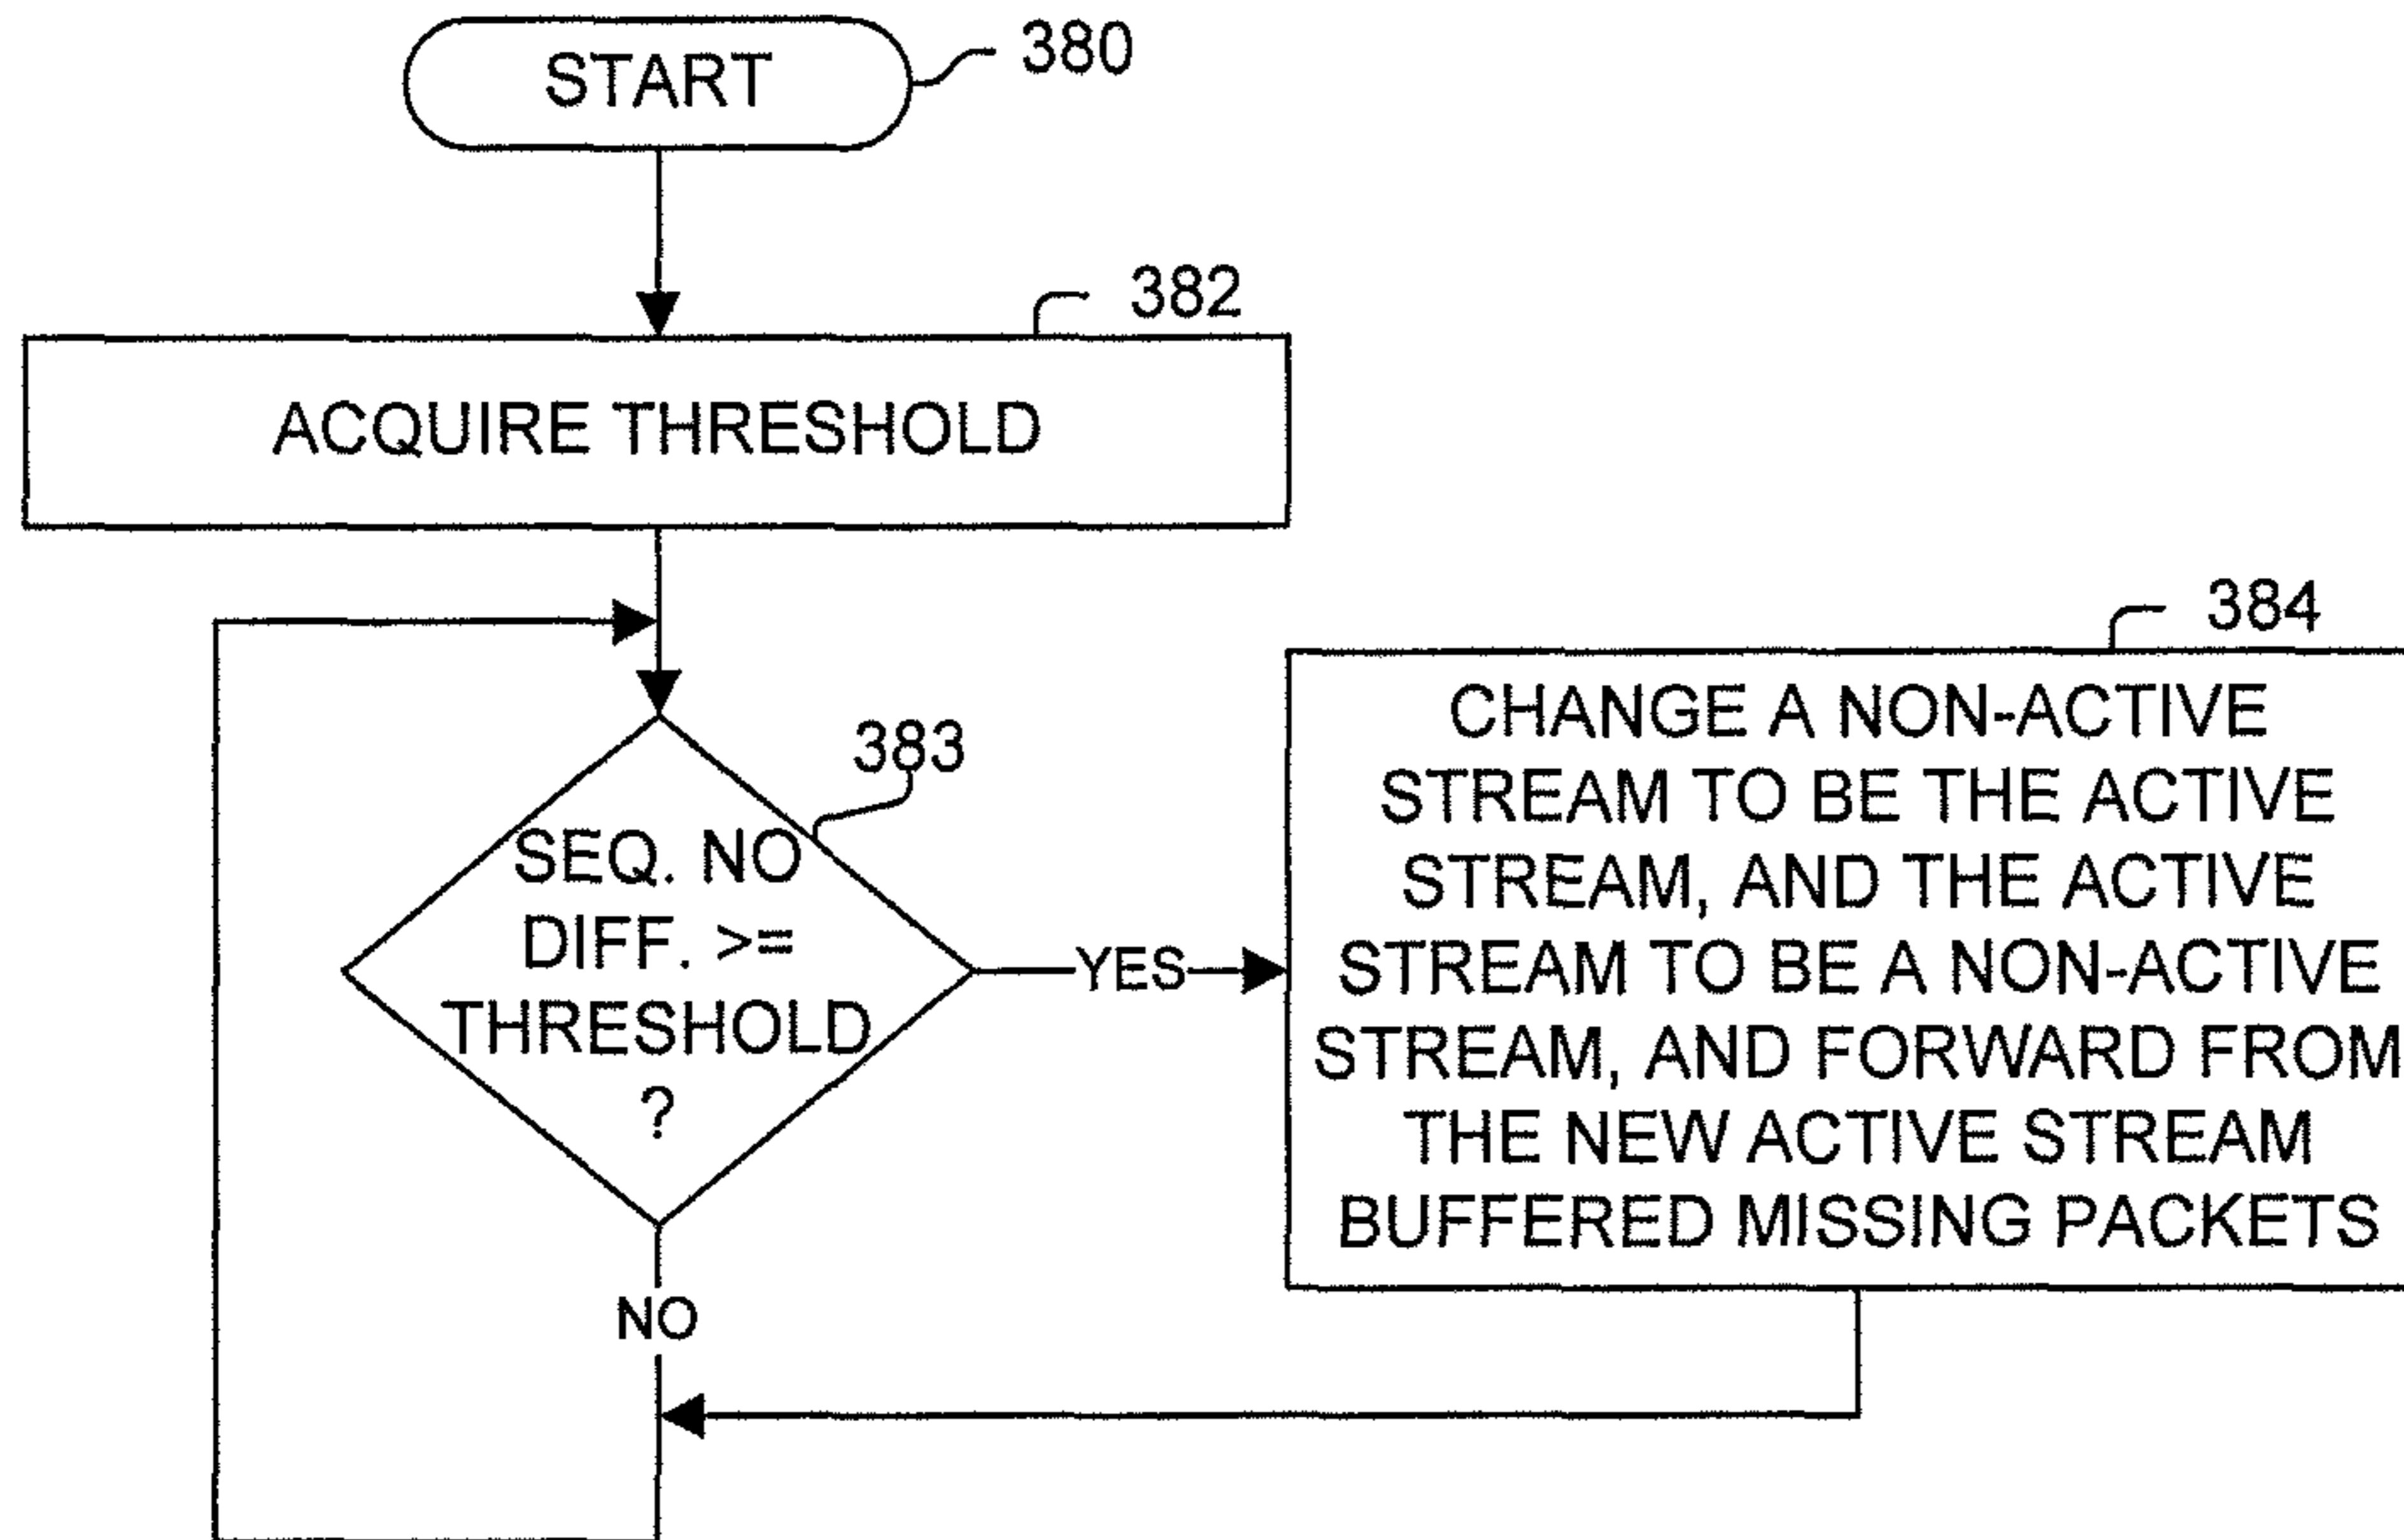 START
380
382
ACQUIRE THRESHOLD
383
SEQ. NO
DIFF. >=
THRESHOLD
?
YES
NO
384
CHANGE A NON-ACTIVE
STREAM TO BE THE ACTIVE
STREAM, AND THE ACTIVE
STREAM TO BE A NON-ACTIVE
STREAM, AND FORWARD FROM
THE NEW ACTIVE STREAM
BUFFERED MISSING PACKETS